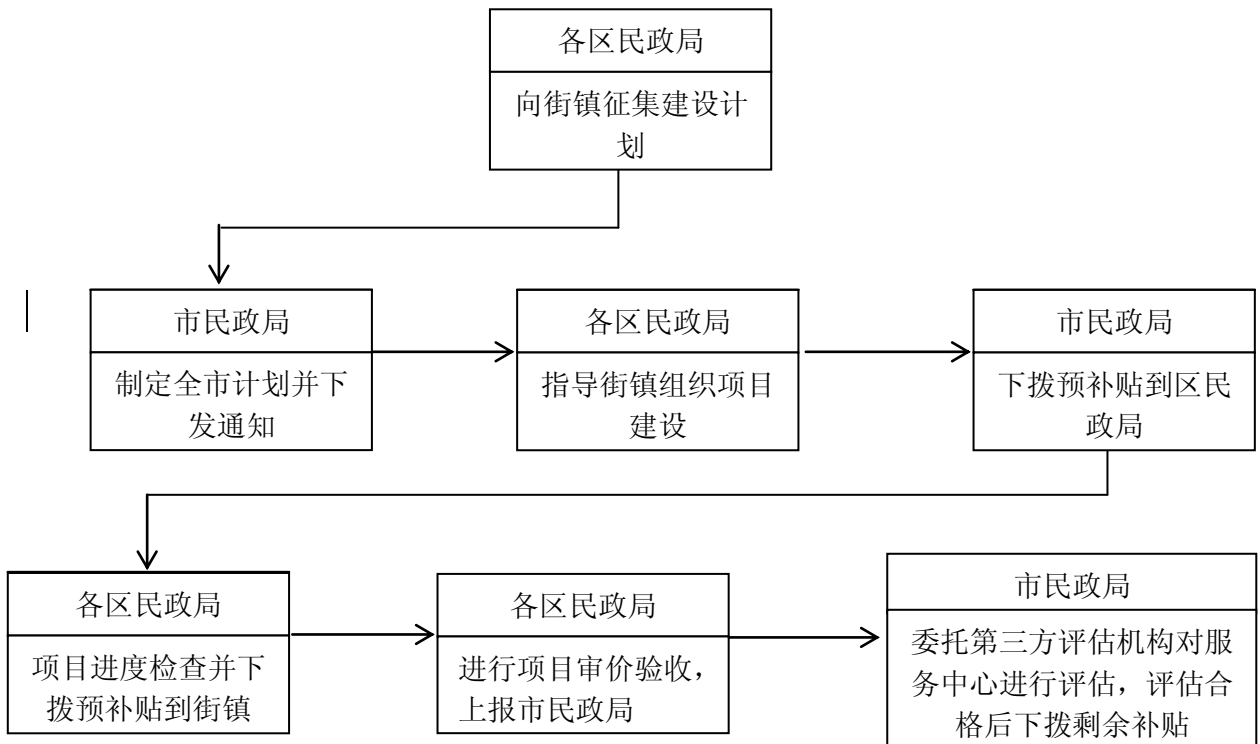 各区民政局
向街镇征集建设计
划
市民政局
制定全市计划并下
发通知
各区民政局
指导街镇组织项目
建设
市民政局
下拨预补贴到区民
政局
各区民政局
项目进度检查并下
拨预补贴到街镇
各区民政局
进行项目审价验收，
上报市民政局
市民政局
委托第三方评估机构对服
务中心进行评估，评估合
格后下拨剩余补贴